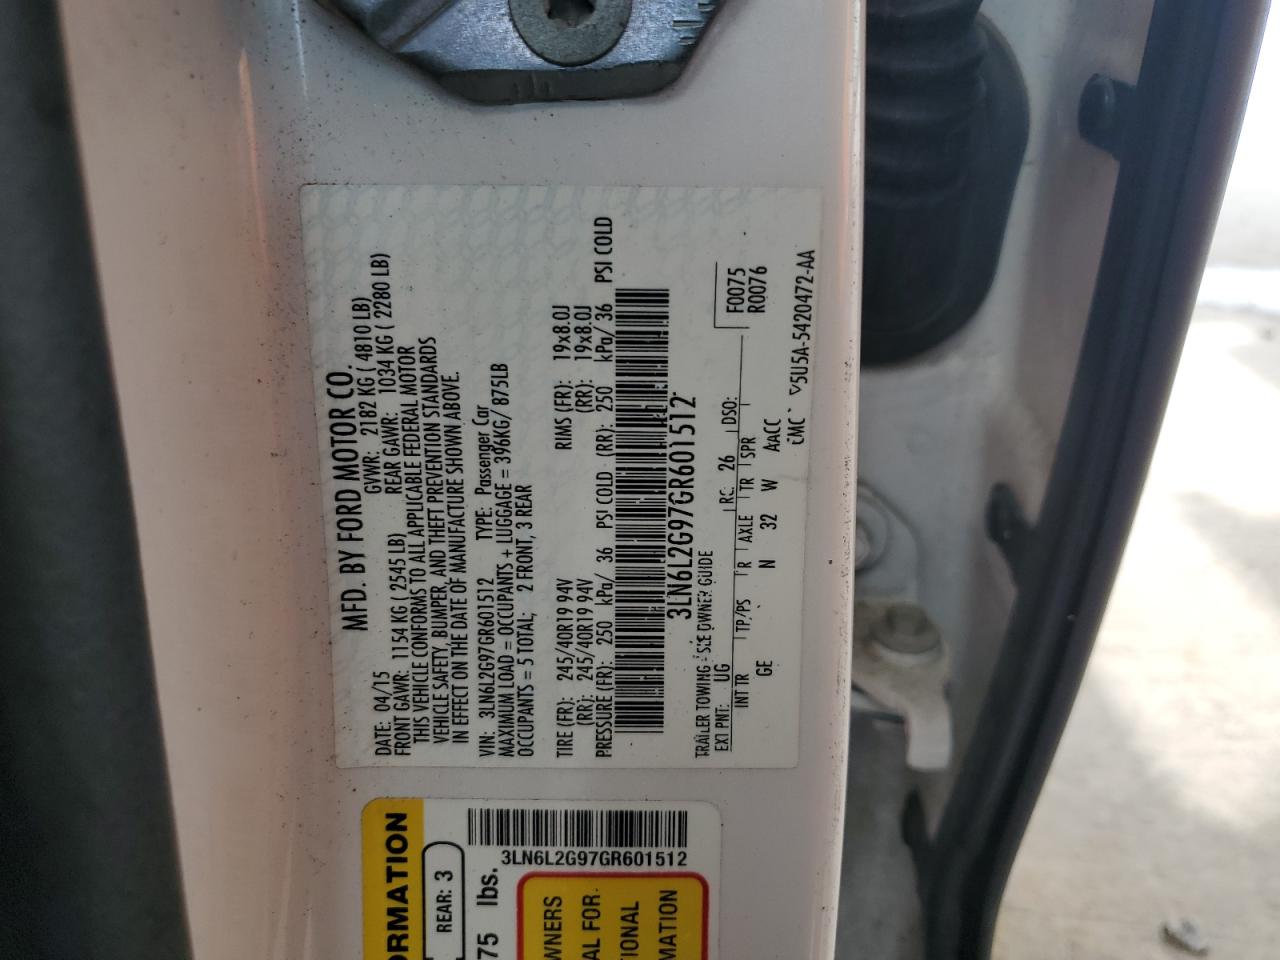 MFD. BY FORD MOTOR CO.
DATE: 04/15 GVWR: 2182 KG ( 4810 LB)
FRONT GAWR: 1154 KG ( 2545 LB) REAR GAWR: 1034 KG ( 2280 LB)
THIS VEHICLE CONFORMS TO ALL APPLICABLE FEDERAL MOTOR
VEHICLE SAFETY, BUMPER AND THEFT PREVENTION STANDARDS
IN EFFECT ON THE DATE OF MANUFACTURE SHOWN ABOVE.
VIN: 3LN6L2G97GR601512 TYPE: Passenger Car
MAXIMUM LOAD = OCCUPANTS + LUGGAGE = 396KG/ 875LB
OCCUPANTS = 5 TOTAL; 2 FRONT, 3 REAR
TIRE (FR): 245/40R19 94V RIMS (FR): 19x8.0J
(RR): 245/40R19 94V (RR): 19x8.0J
PRESSURE (FR): 250 kPa/ 36 PSI COLD (RR): 250 kPa/ 36 PSI COLD
3LN6L2G97GR601512
TRAILER TOWING - SEE OWNER GUIDE
EXT PNT: UG RC: 26 DSO: F0075
R0076
INT TR TP/PS R AXLE TR SPR
GE N 32 W AACC
5U5A-5420472-AA
3LN6L2G97GR601512
ORMATION
REAR: 3
75 lbs.
WNERS
AL FOR
TIONAL
MATION